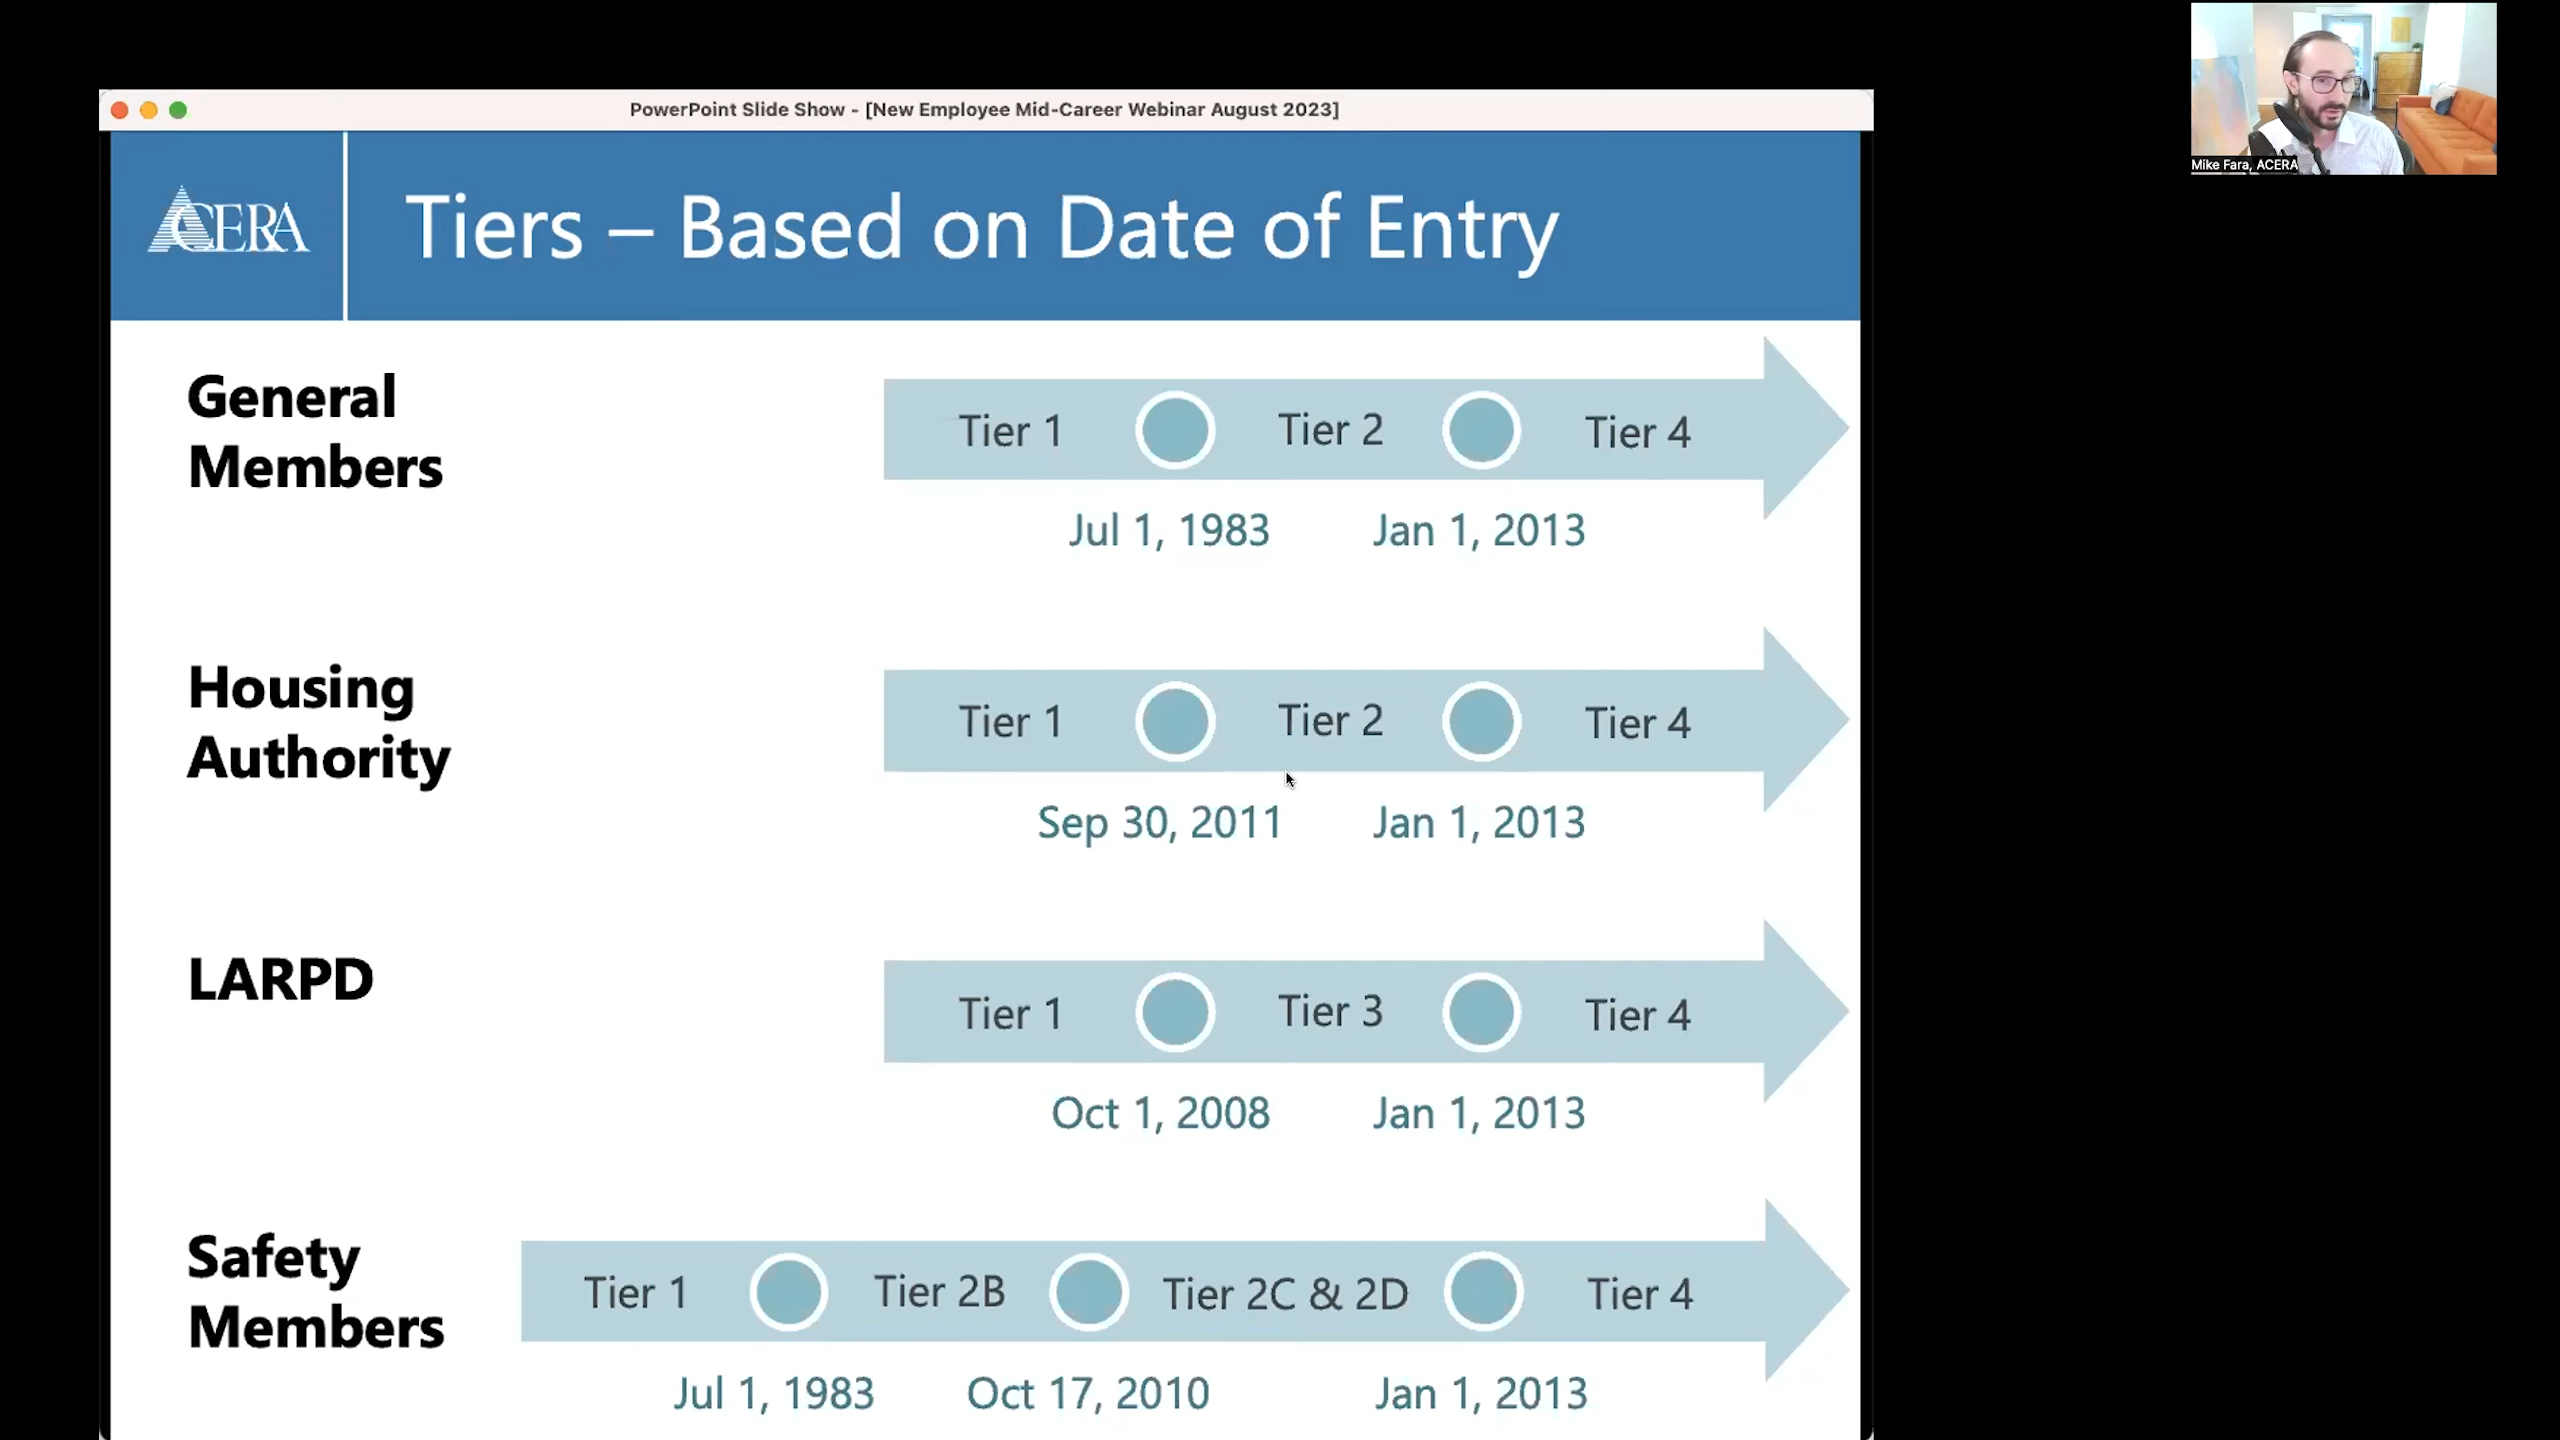 PowerPoint Slide Show - [New Employee Mid-Career Webinar August 2023]
Mike Fara, ACERA
ACERA
Tiers – Based on Date of Entry
General
Members
Tier 1
Tier 2
Tier 4
Jul 1, 1983
Jan 1, 2013
Housing
Authority
Tier 1
Tier 2
Tier 4
Sep 30, 2011
Jan 1, 2013
LARPD
Tier 1
Tier 3
Tier 4
Oct 1, 2008
Jan 1, 2013
Safety
Members
Tier 1
Tier 2B
Tier 2C & 2D
Tier 4
Jul 1, 1983
Oct 17, 2010
Jan 1, 2013